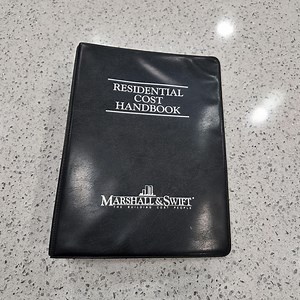 RESIDENTIAL
COST
HANDBOOK
MARSHALL & SWIFT
THE BUILDING COST PEOPLE